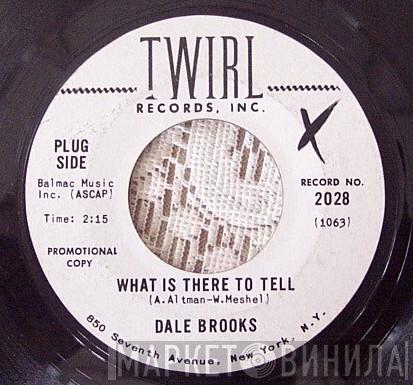 TWIRL
RECORDS, INC.
PLUG
SIDE
Balmac Music
Inc. (ASCAP)
Time: 2:15
PROMOTIONAL
COPY
X
RECORD NO.
2028
(1063)
WHAT IS THERE TO TELL
(A.Altman-W.Meshel)
DALE BROOKS
850 Seventh Avenue, New York, N.Y.
МАРКЕТ ВИНИЛА